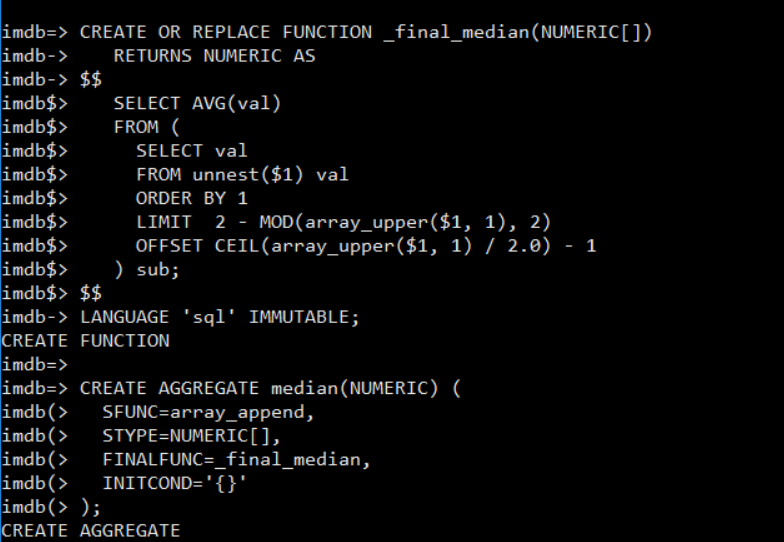 imdb=> CREATE OR REPLACE FUNCTION _final_median(NUMERIC[])
imdb->    RETURNS NUMERIC AS
imdb-> $$
imdb$>    SELECT AVG(val)
imdb$>    FROM (
imdb$>      SELECT val
imdb$>      FROM unnest($1) val
imdb$>      ORDER BY 1
imdb$>      LIMIT  2 - MOD(array_upper($1, 1), 2)
imdb$>      OFFSET CEIL(array_upper($1, 1) / 2.0) - 1
imdb$>    ) sub;
imdb$> $$
imdb-> LANGUAGE 'sql' IMMUTABLE;
CREATE FUNCTION
imdb=>
imdb=> CREATE AGGREGATE median(NUMERIC) (
imdb(>   SFUNC=array_append,
imdb(>   STYPE=NUMERIC[],
imdb(>   FINALFUNC=_final_median,
imdb(>   INITCOND='{}'
imdb(> );
CREATE AGGREGATE